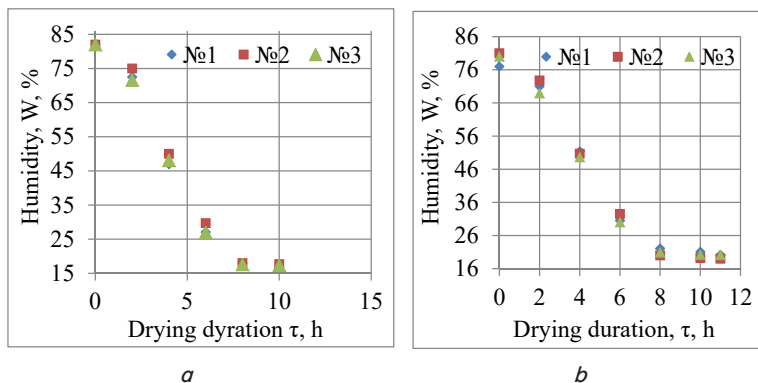 85
75
65
55
45
35
25
15
№1 №2 №3
0 5 10 15
Humidity, W, %
Drying dyration τ, h
a
86
76
66
56
46
36
26
16
№1 №2 №3
0 2 4 6 8 10 12
Humidity, W, %
Drying duration, τ, h
b